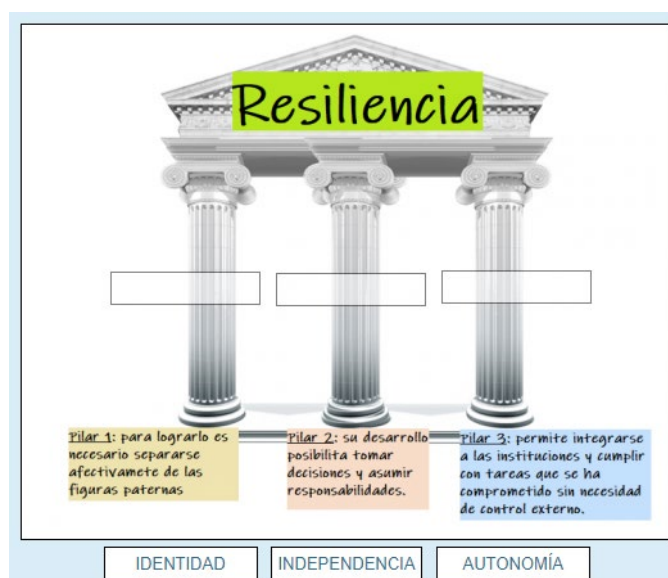 Resiliencia
Pilar 1: para lograrlo es
necesario separarse
afectivamete de las
figuras paternas
Pilar 2: su desarrollo
posibilita tomar
decisiones y asumir
responsabilidades.
Pilar 3: permite integrarse
a las instituciones y cumplir
con tareas que se ha
comprometido sin necesidad
de control externo.
IDENTIDAD
INDEPENDENCIA
AUTONOMÍA